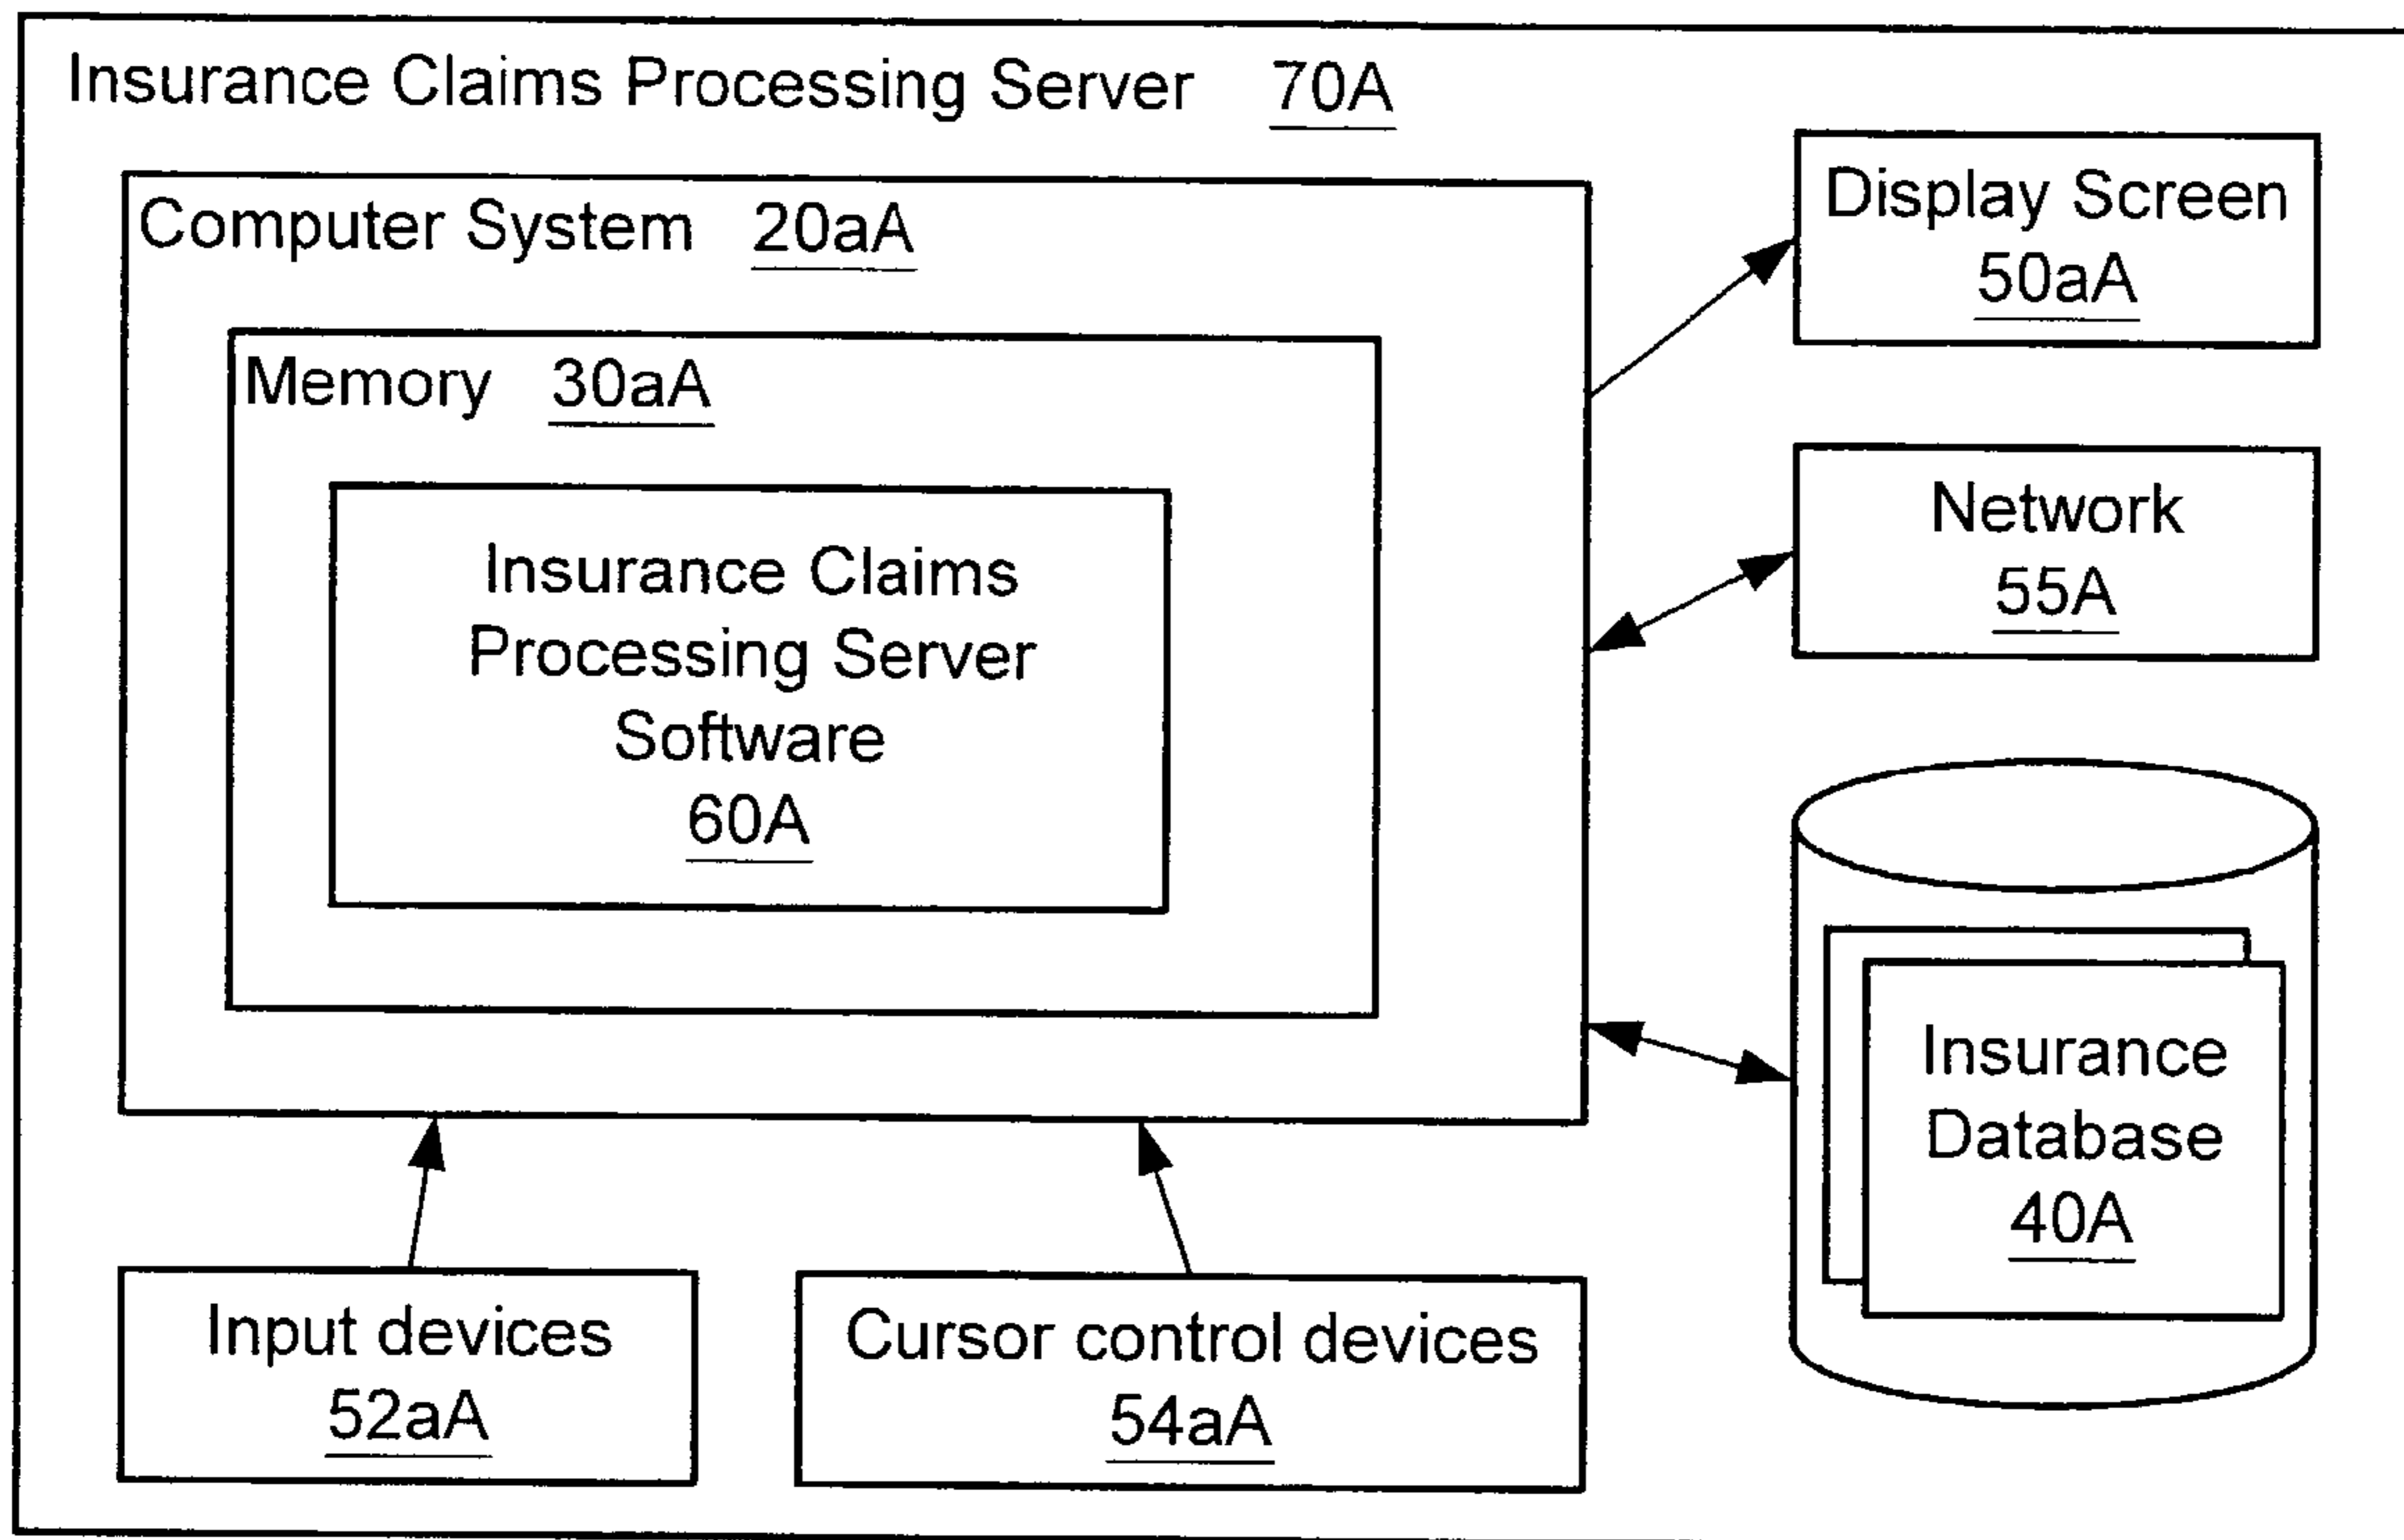 Insurance Claims Processing Server 70A
Computer System 20aA
Memory 30aA
Insurance Claims
Processing Server
Software
60A
Display Screen
50aA
Network
55A
Insurance
Database
40A
Input devices
52aA
Cursor control devices
54aA